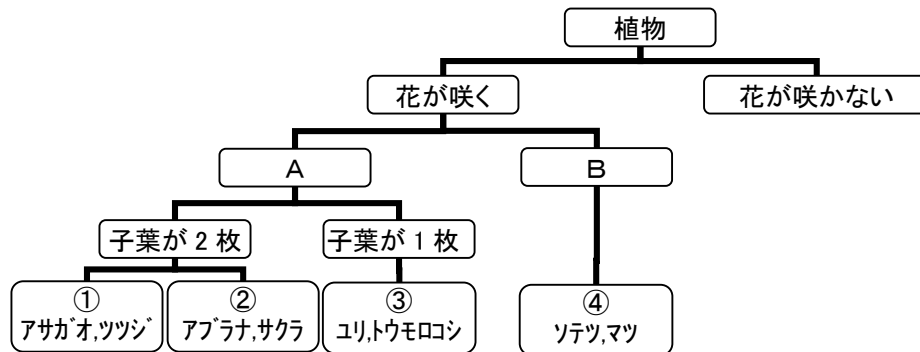 植物
花が咲く
花が咲かない
A
B
子葉が 2 枚
子葉が 1 枚
①
アサガオ,ツツジ
②
アブラナ,サクラ
③
ユリ,トウモロコシ
④
ソテツ,マツ